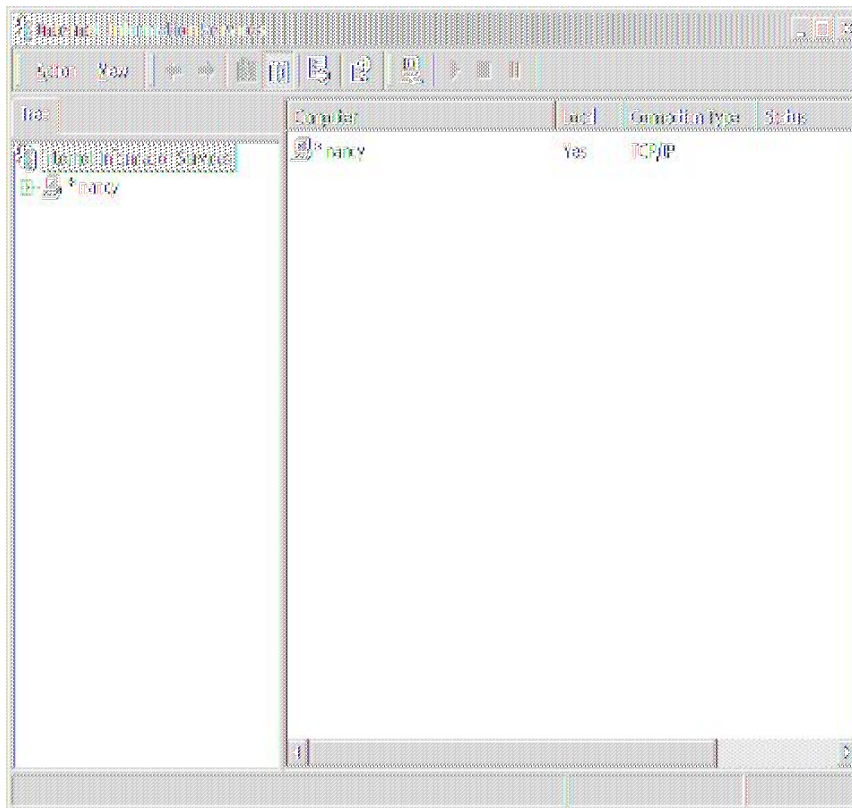 Internet Information Services
Action View
Tree
Internet Information Services
* nancy
Computer Local Connection Type Status
* nancy Yes TCP/IP